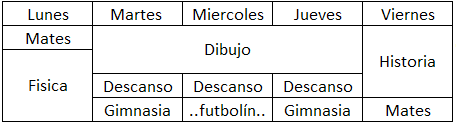 Lunes Martes Miercoles Jueves Viernes
Mates
Dibujo
Historia
Fisica
Descanso Descanso Descanso
Gimnasia ..futbolín.. Gimnasia Mates